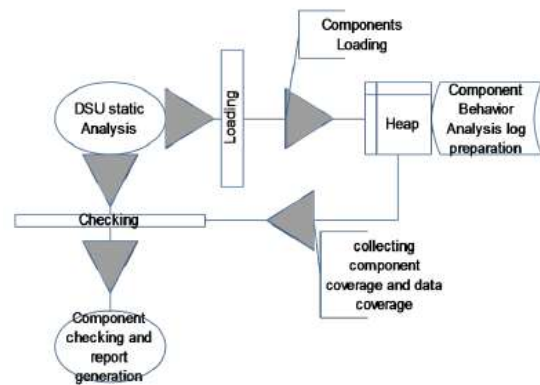 Components
Loading
DSU static
Analysis
Loading
Heap
Component
Behavior
Analysis log
preparation
Checking
collecting
component
coverage and data
coverage
Component
checking and
report
generation